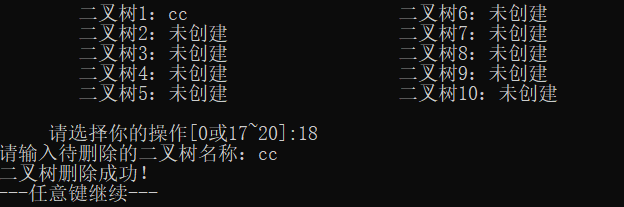 二叉树1：cc 二叉树6：未创建
二叉树2：未创建 二叉树7：未创建
二叉树3：未创建 二叉树8：未创建
二叉树4：未创建 二叉树9：未创建
二叉树5：未创建 二叉树10：未创建
请选择你的操作[0或17~20]:18
请输入待删除的二叉树名称：cc
二叉树删除成功！
---任意键继续---